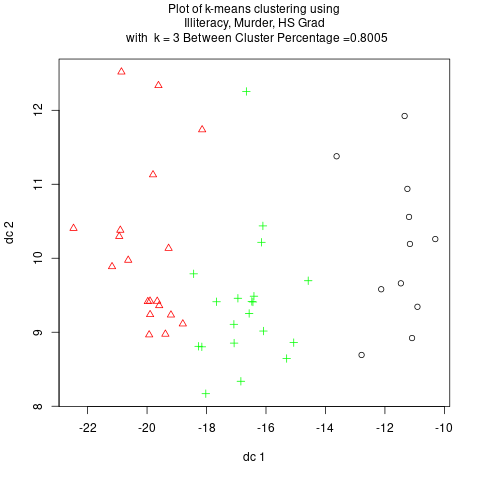 Plot of k-means clustering using
Illiteracy, Murder, HS Grad
with k = 3 Between Cluster Percentage =0.8005
12
11
10
9
8
dc 2
-22 -20 -18 -16 -14 -12 -10
dc 1